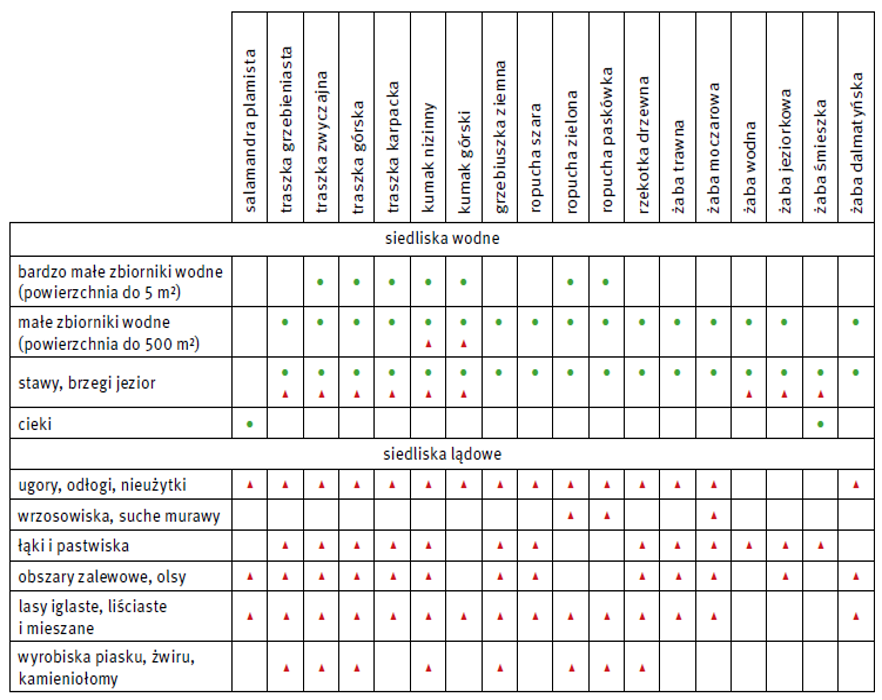 salamandra plamista
traszka grzebieniasta
traszka zwyczajna
traszka górska
traszka karpacka
kumak nizinny
kumak górski
grzebiuszka ziemna
ropucha szara
ropucha zielona
ropucha paskówka
rzekotka drzewna
żaba trawna
żaba moczarowa
żaba wodna
żaba jeziorkowa
żaba śmieszka
żaba dalmatyńska
siedliska wodne
bardzo małe zbiorniki wodne
(powierzchnia do 5 m²)
małe zbiorniki wodne
(powierzchnia do 500 m²)
stawy, brzegi jezior
cieki
siedliska lądowe
ugory, odłogi, nieużytki
wrzosowiska, suche murawy
łąki i pastwiska
obszary zalewowe, olsy
lasy iglaste, liściaste
i mieszane
wyrobiska piasku, żwiru,
kamieniołomy